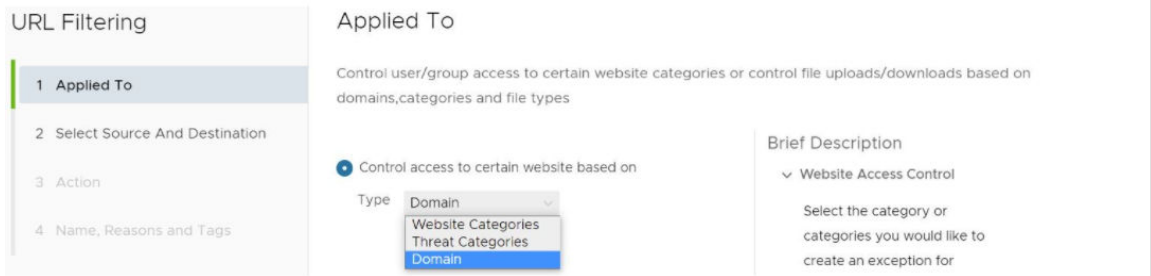 URL Filtering
1 Applied To
2 Select Source And Destination
3 Action
4 Name, Reasons and Tags
Applied To
Control user/group access to certain website categories or control file uploads/downloads based on
domains,categories and file types
Control access to certain website based on
Type Domain
Website Categories
Threat Categories
Domain
Brief Description
Website Access Control
Select the category or
categories you would like to
create an exception for